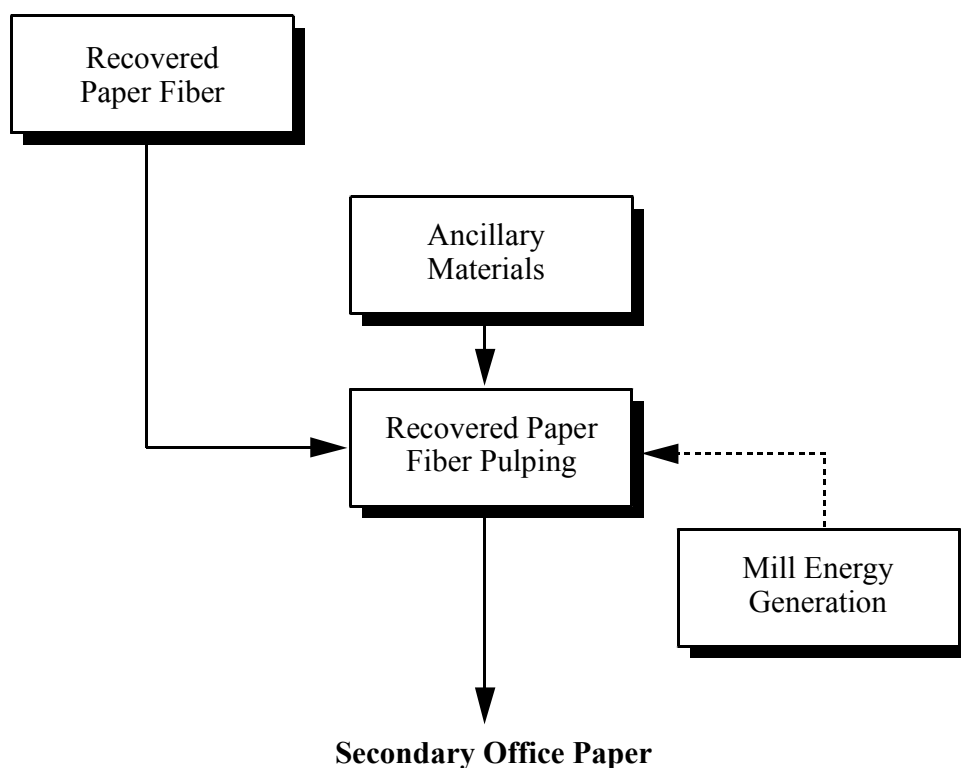 Recovered
Paper Fiber
Ancillary
Materials
Recovered Paper
Fiber Pulping
Mill Energy
Generation
Secondary Office Paper